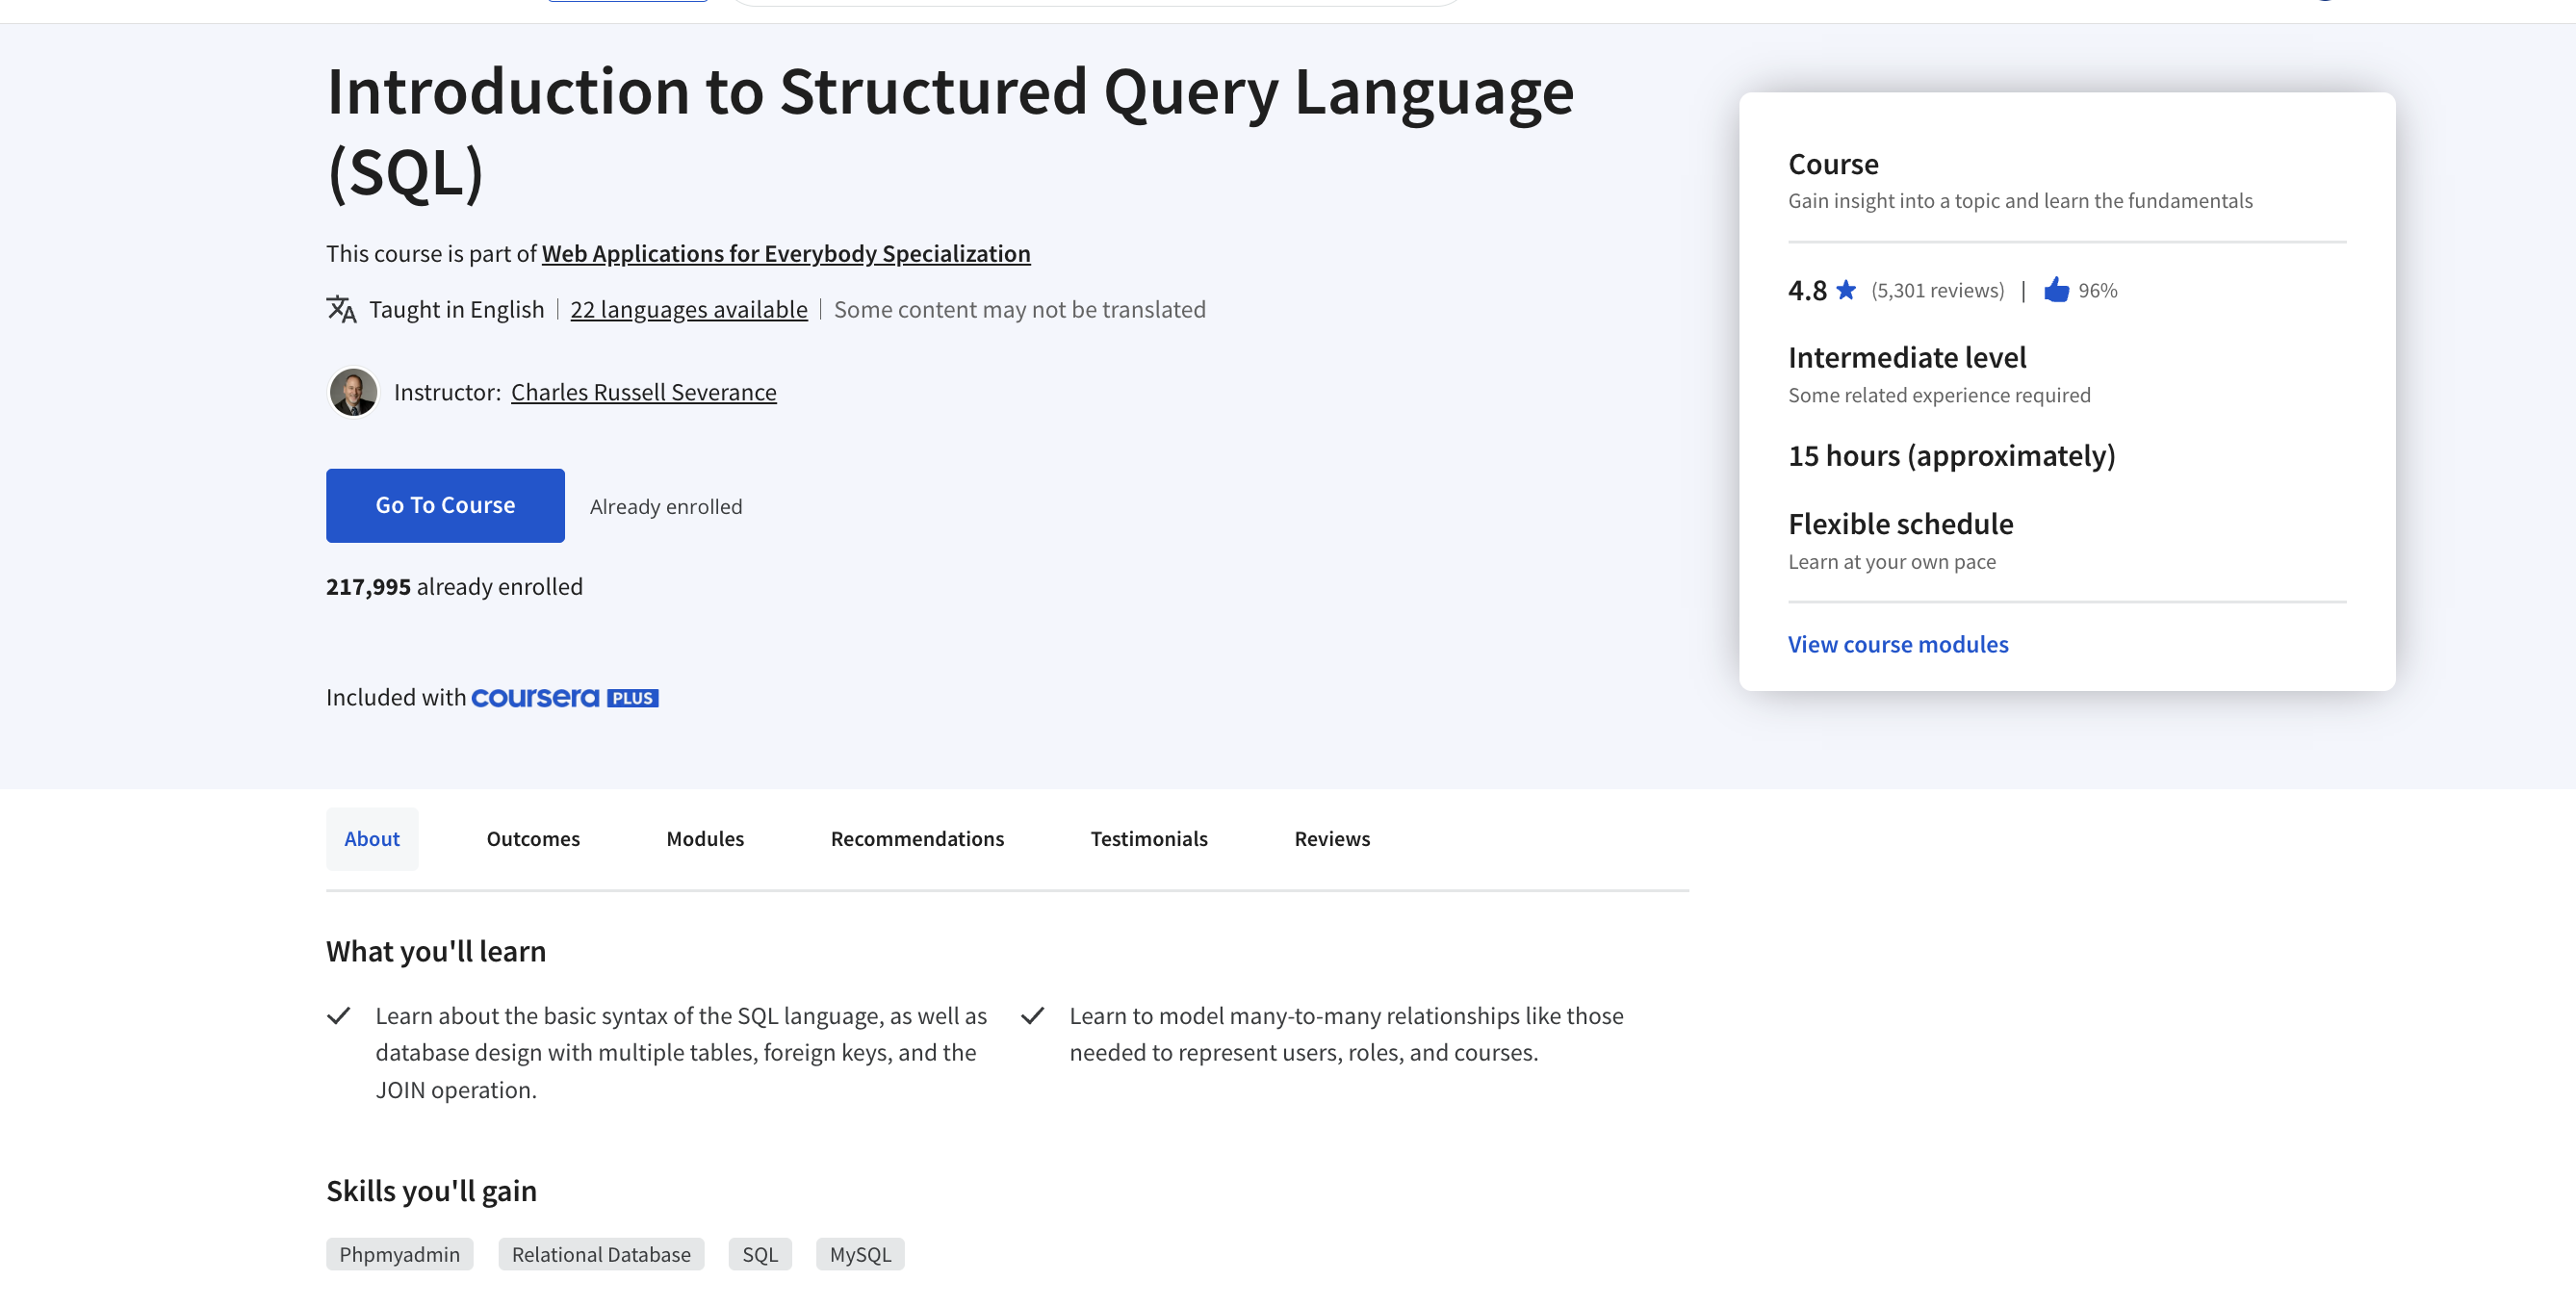 Introduction to Structured Query Language
(SQL)
This course is part of Web Applications for Everybody Specialization
Taught in English | 22 languages available | Some content may not be translated
Instructor: Charles Russell Severance
Go To Course
Already enrolled
217,995 already enrolled
Included with coursera PLUS
Course
Gain insight into a topic and learn the fundamentals
4.8 ★ (5,301 reviews) | 96%
Intermediate level
Some related experience required
15 hours (approximately)
Flexible schedule
Learn at your own pace
View course modules
About
Outcomes
Modules
Recommendations
Testimonials
Reviews
What you'll learn
Learn about the basic syntax of the SQL language, as well as
database design with multiple tables, foreign keys, and the
JOIN operation.
Learn to model many-to-many relationships like those
needed to represent users, roles, and courses.
Skills you'll gain
Phpmyadmin
Relational Database
SQL
MySQL